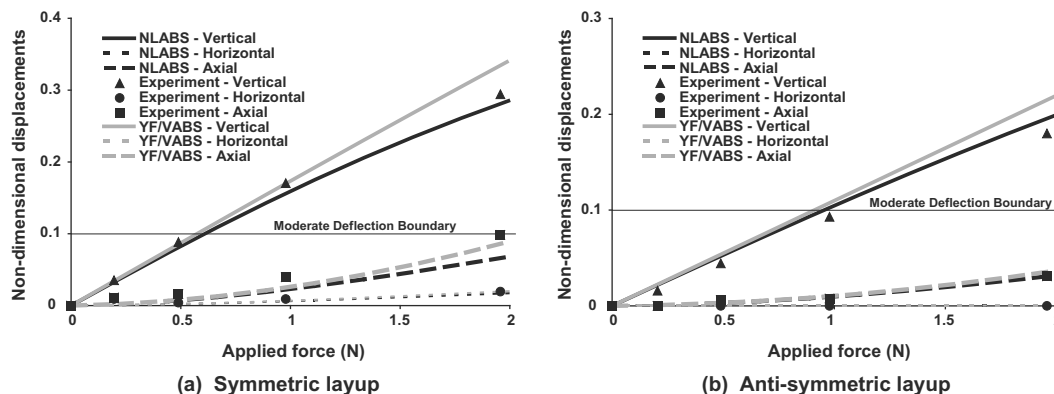 0.4
NLABS - Vertical
NLABS - Horizontal
NLABS - Axial
Experiment - Vertical
Experiment - Horizontal
Experiment - Axial
YF/VABS - Vertical
YF/VABS - Horizontal
YF/VABS - Axial
0.3
0.2
0.1
0
Non-dimensional displacements
Moderate Deflection Boundary
0
0.5
1
1.5
2
Applied force (N)
(a) Symmetric layup
0.3
NLABS - Vertical
NLABS - Horizontal
NLABS - Axial
Experiment - Vertical
Experiment - Horizontal
Experiment - Axial
YF/VABS - Vertical
YF/VABS - Horizontal
YF/VABS - Axial
0.2
0.1
0
Non-dimensional displacements
Moderate Deflection Boundary
0
0.5
1
1.5
Applied force (N)
(b) Anti-symmetric layup